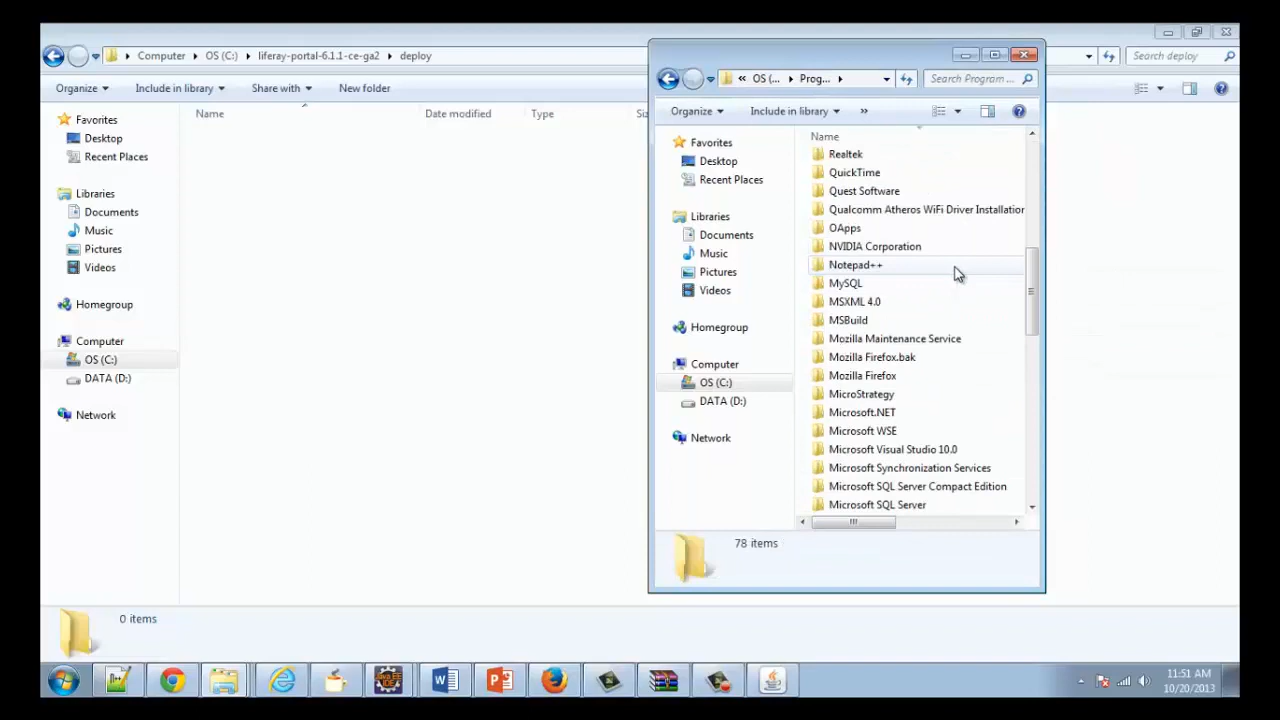 Computer OS (C:) liferay-portal-6.1.1-ce-ga2 deploy
Search deploy
Organize Include in library Share with New folder
Name Date modified Type Siz
Favorites
Desktop
Recent Places
Libraries
Documents
Music
Pictures
Videos
Homegroup
Computer
OS (C:)
DATA (D:)
Network
0 items
« OS (... Prog...
Search Program ...
Organize Include in library »
Favorites
Desktop
Recent Places
Libraries
Documents
Music
Pictures
Videos
Homegroup
Computer
OS (C:)
DATA (D:)
Network
Name
Realtek
QuickTime
Quest Software
Qualcomm Atheros WiFi Driver Installation
OApps
NVIDIA Corporation
Notepad++
MySQL
MSXML 4.0
MSBuild
Mozilla Maintenance Service
Mozilla Firefox.bak
Mozilla Firefox
MicroStrategy
Microsoft.NET
Microsoft WSE
Microsoft Visual Studio 10.0
Microsoft Synchronization Services
Microsoft SQL Server Compact Edition
Microsoft SQL Server
78 items
11:51 AM
10/20/2013